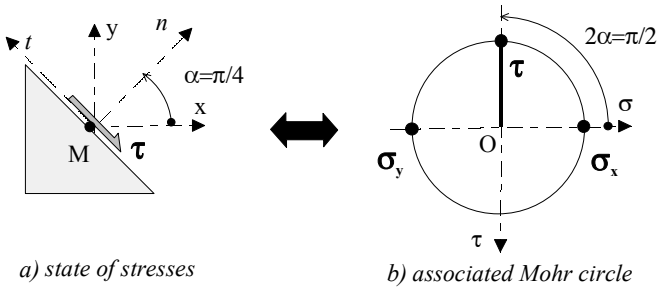 t
y
n
α=π/4
x
M
τ
a) state of stresses
2α=π/2
τ
σ
O
σy
σx
τ
b) associated Mohr circle